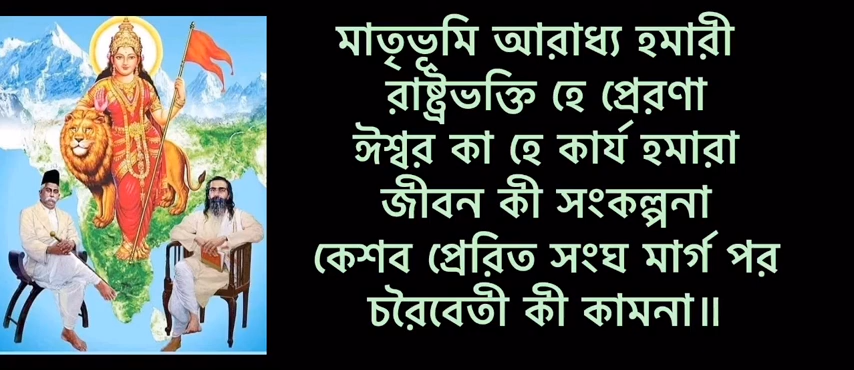 মাতৃভূমি আরাধ্য হমারী
রাষ্ট্রভক্তি হে প্রেরণা
ঈশ্বর কা হে কার্য হমারা
জীবন কী সংকল্পনা
কেশব প্রেরিত সংঘ মার্গ পর
চরৈবেতী কী কামনা॥